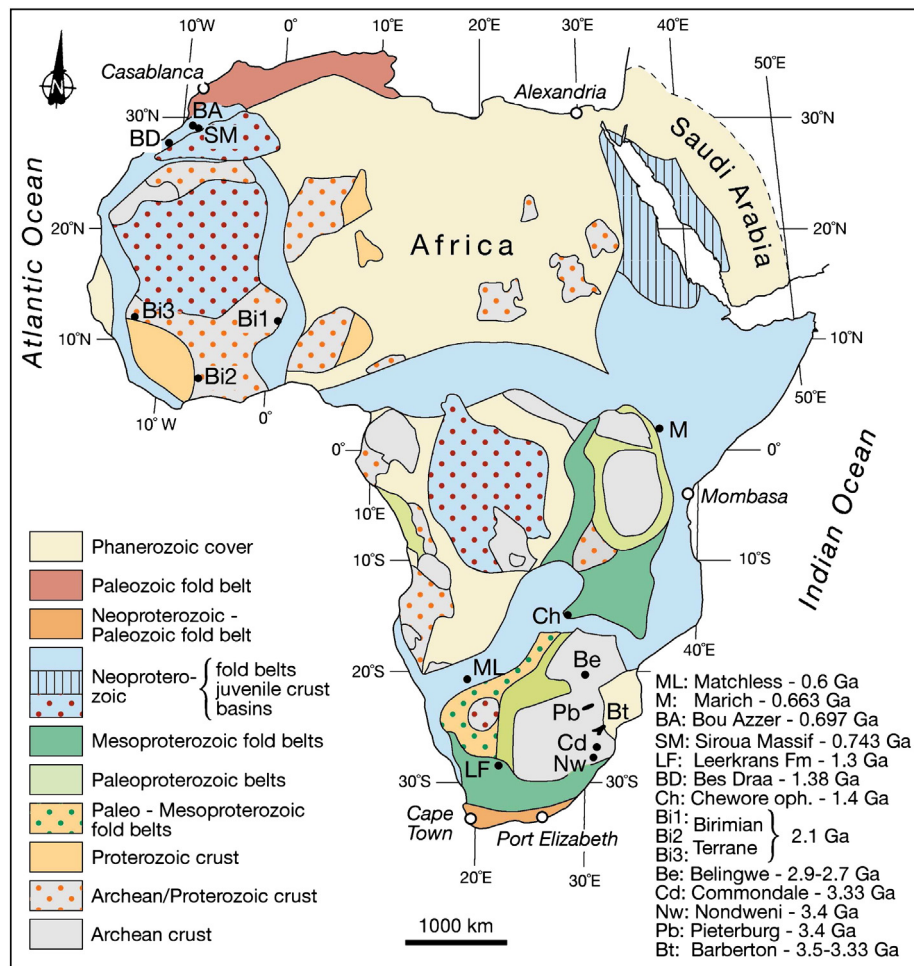 10°W
0°
10°E
20°E
30°E
40°E
50°E
Casablanca
Alexandria
30°N
BA
SM
BD
30°N
Saudi Arabia
Atlantic Ocean
20°N
Africa
20°N
Bi3
Bi1
10°N
10°N
Bi2
10°W
0°
50°E
M
0°
0°
Mombasa
10°E
Indian Ocean
10°S
10°S
Ch
40°E
20°S
ML
Be
Pb
Bt
Cd
Nw
LF
30°S
30°S
Cape
Town
Port Elizabeth
20°E
30°E
1000 km
Phanerozoic cover
Paleozoic fold belt
Neoproterozoic -
Paleozoic fold belt
Neoprotero-
zoic
fold belts
juvenile crust
basins
Mesoproterozoic fold belts
Paleoproterozoic belts
Paleo - Mesoproterozoic
fold belts
Proterozoic crust
Archean/Proterozoic crust
Archean crust
ML: Matchless - 0.6 Ga
M: Marich - 0.663 Ga
BA: Bou Azzer - 0.697 Ga
SM: Siroua Massif - 0.743 Ga
LF: Leerkrans Fm - 1.3 Ga
BD: Bes Draa - 1.38 Ga
Ch: Chewore oph. - 1.4 Ga
Bi1:
Bi2
Bi3:
Birimian
Terrane
2.1 Ga
Be: Belingwe - 2.9-2.7 Ga
Cd: Commondale - 3.33 Ga
Nw: Nondweni - 3.4 Ga
Pb: Pieterburg - 3.4 Ga
Bt: Barberton - 3.5-3.33 Ga
N